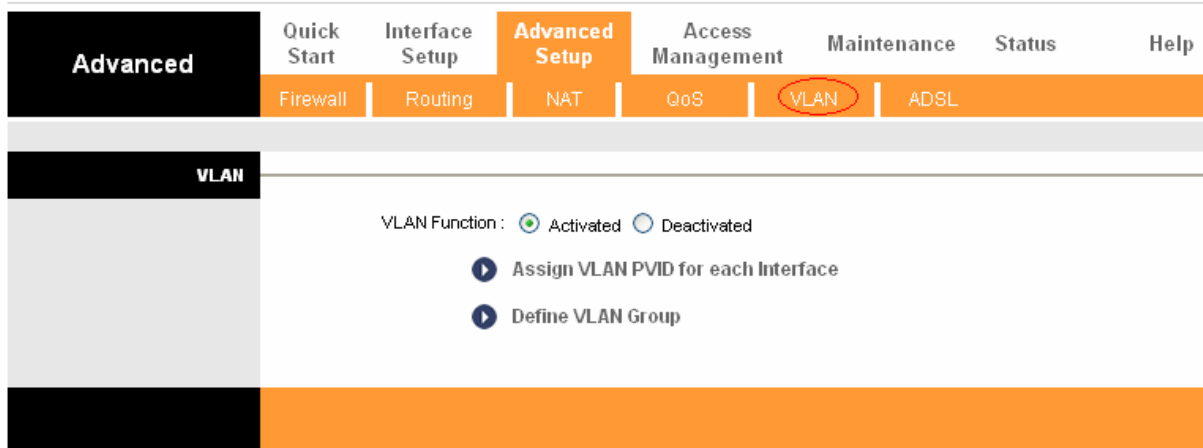 Advanced
Quick Start
Interface Setup
Advanced Setup
Access Management
Maintenance
Status
Help
Firewall
Routing
NAT
QoS
VLAN
ADSL
VLAN
VLAN Function : Activated Deactivated
Assign VLAN PVID for each Interface
Define VLAN Group